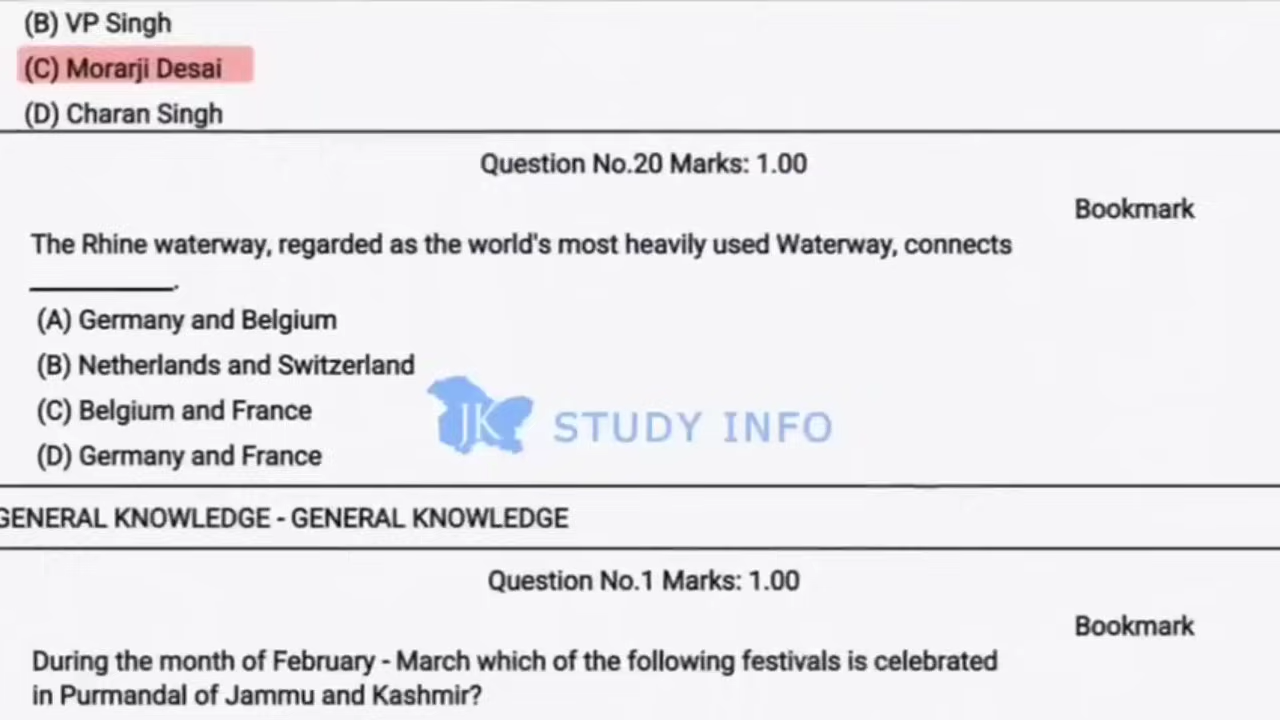 (B) VP Singh
(C) Morarji Desai
(D) Charan Singh
Question No.20 Marks: 1.00
Bookmark
The Rhine waterway, regarded as the world's most heavily used Waterway, connects
__________.
(A) Germany and Belgium
(B) Netherlands and Switzerland
(C) Belgium and France
(D) Germany and France
JK STUDY INFO
GENERAL KNOWLEDGE - GENERAL KNOWLEDGE
Question No.1 Marks: 1.00
Bookmark
During the month of February - March which of the following festivals is celebrated
in Purmandal of Jammu and Kashmir?